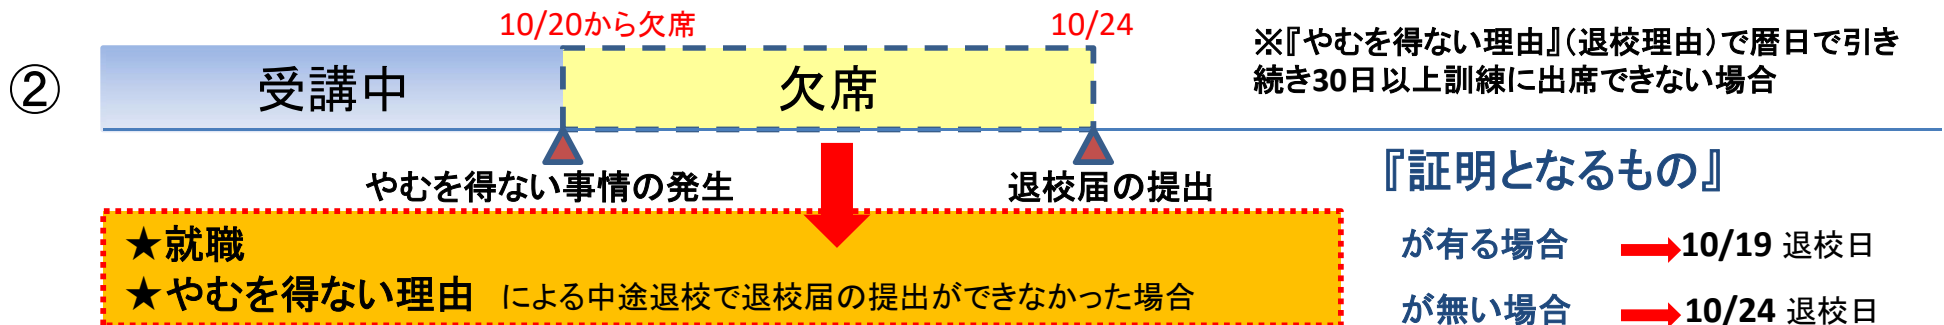 10/20から欠席
10/24
※『やむを得ない理由』（退校理由）で暦日で引き
続き30日以上訓練に出席できない場合
②
受講中
欠席
やむを得ない事情の発生
退校届の提出
『証明となるもの』
★就職
★やむを得ない理由 による中途退校で退校届の提出ができなかった場合
が有る場合 10/19 退校日
が無い場合 10/24 退校日